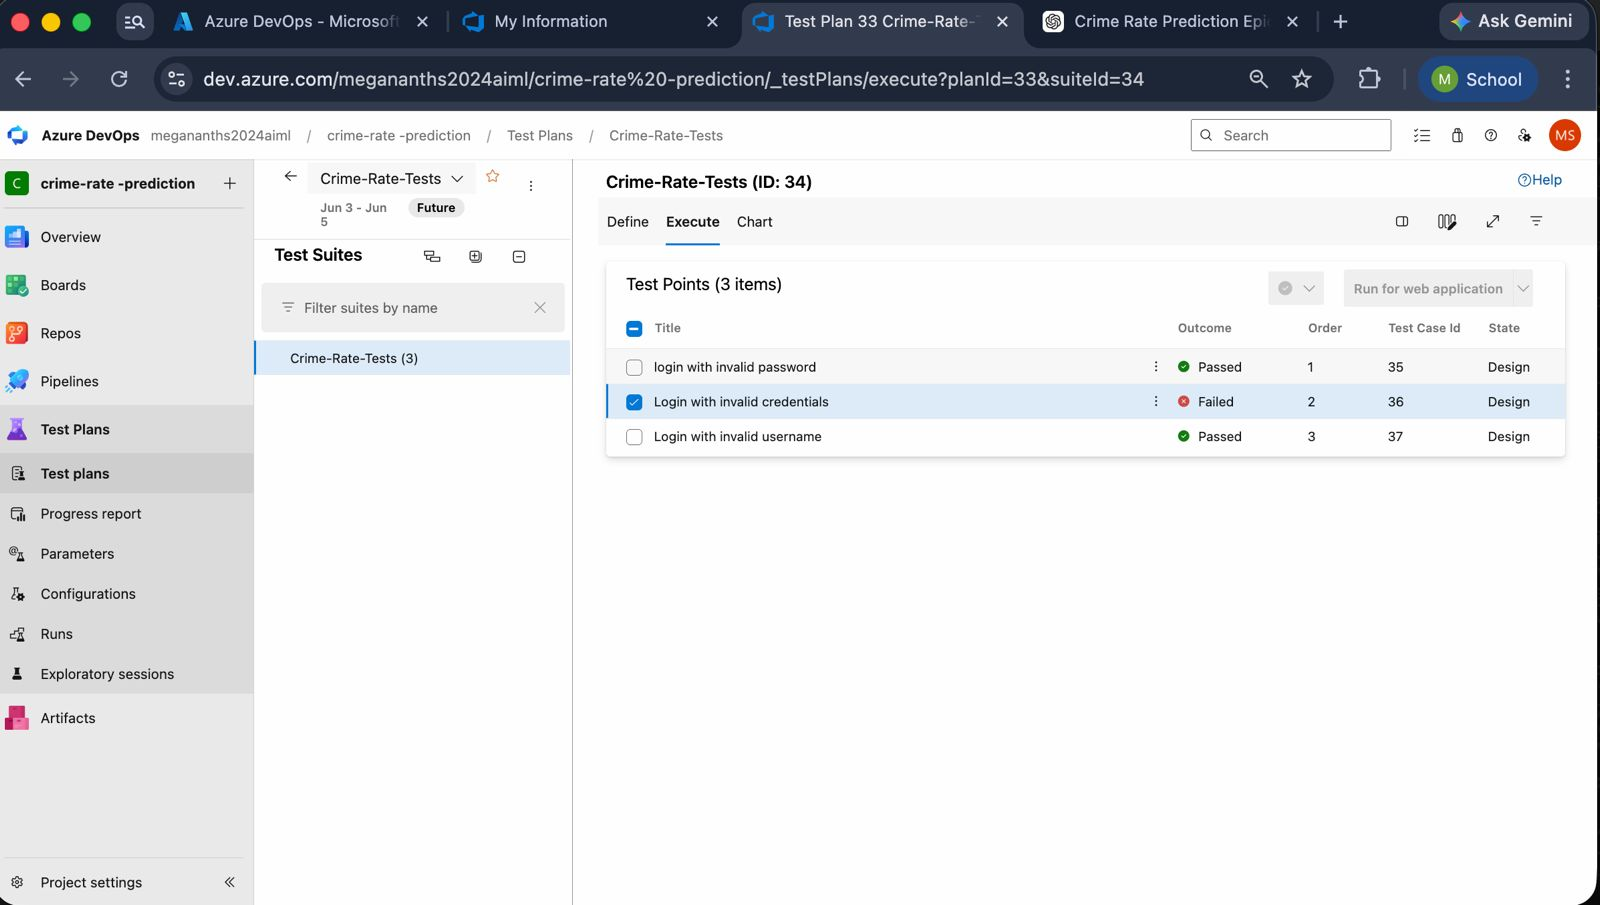 Azure DevOps - Microsoft
My Information
Test Plan 33 Crime-Rate-
Crime Rate Prediction Epi
Ask Gemini
dev.azure.com/megananths2024aiml/crime-rate%20-prediction/_testPlans/execute?planId=33&suiteId=34
M School
Azure DevOps megananths2024aiml / crime-rate -prediction / Test Plans / Crime-Rate-Tests
Search
MS
C crime-rate -prediction
Overview
Boards
Repos
Pipelines
Test Plans
Test plans
Progress report
Parameters
Configurations
Runs
Exploratory sessions
Artifacts
Project settings
Crime-Rate-Tests
Jun 3 - Jun
5
Future
Test Suites
Filter suites by name
Crime-Rate-Tests (3)
Crime-Rate-Tests (ID: 34)
Help
Define Execute Chart
Test Points (3 items)
Run for web application
Title Outcome Order Test Case Id State
login with invalid password Passed 1 35 Design
Login with invalid credentials Failed 2 36 Design
Login with invalid username Passed 3 37 Design